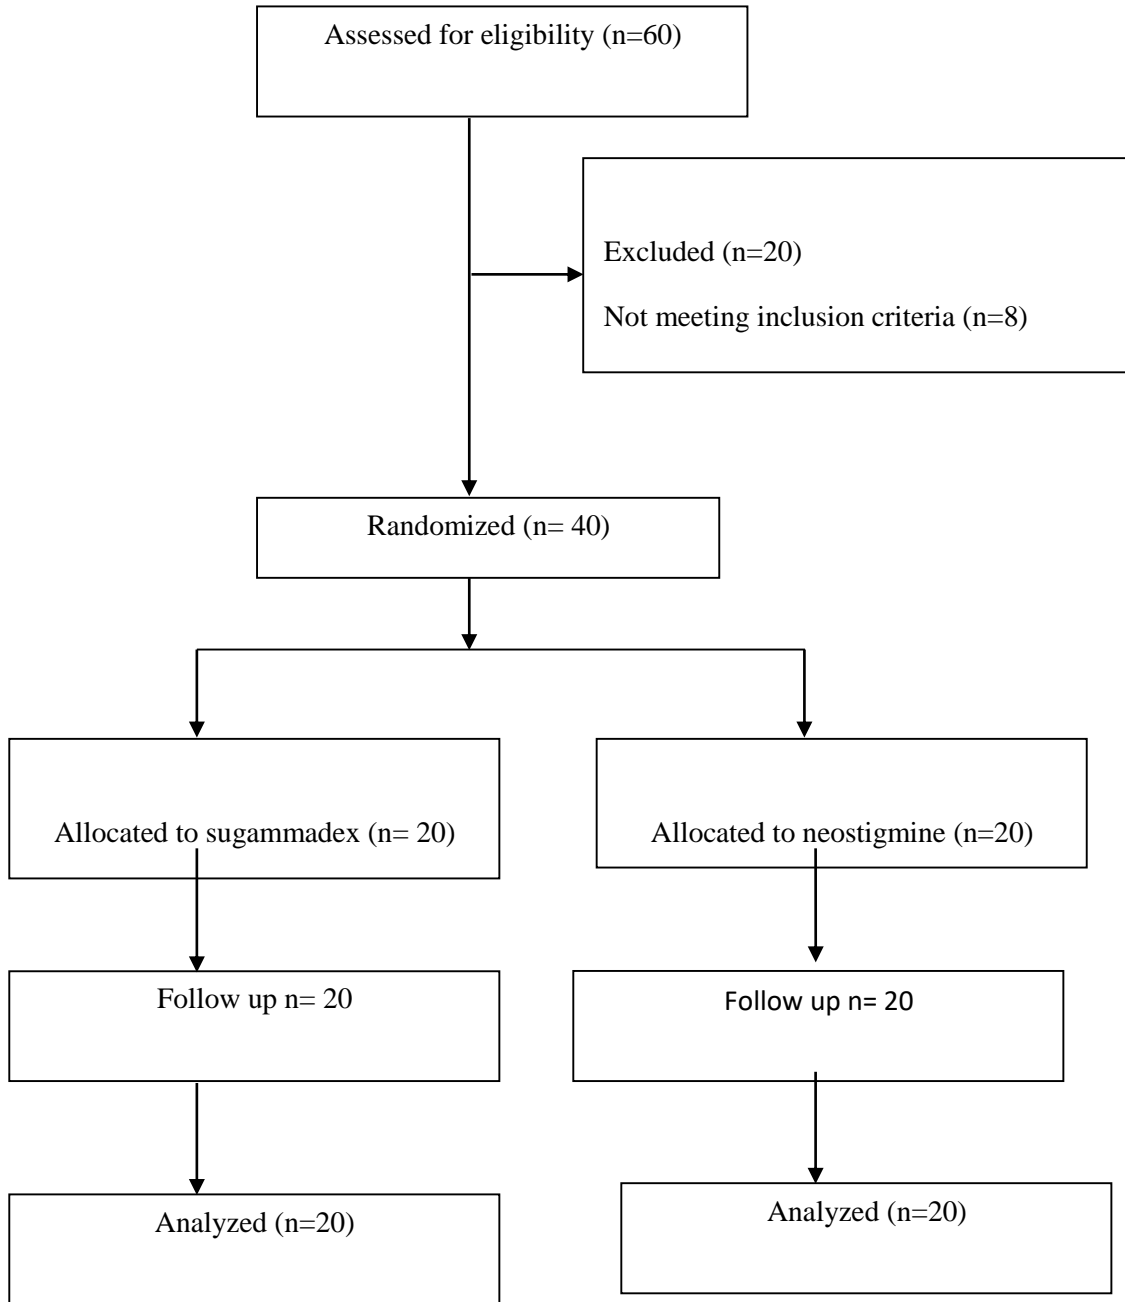 Assessed for eligibility (n=60)
Excluded (n=20)
Not meeting inclusion criteria (n=8)
Randomized (n= 40)
Allocated to sugammadex (n= 20)
Allocated to neostigmine (n=20)
Follow up n= 20
Follow up n= 20
Analyzed (n=20)
Analyzed (n=20)